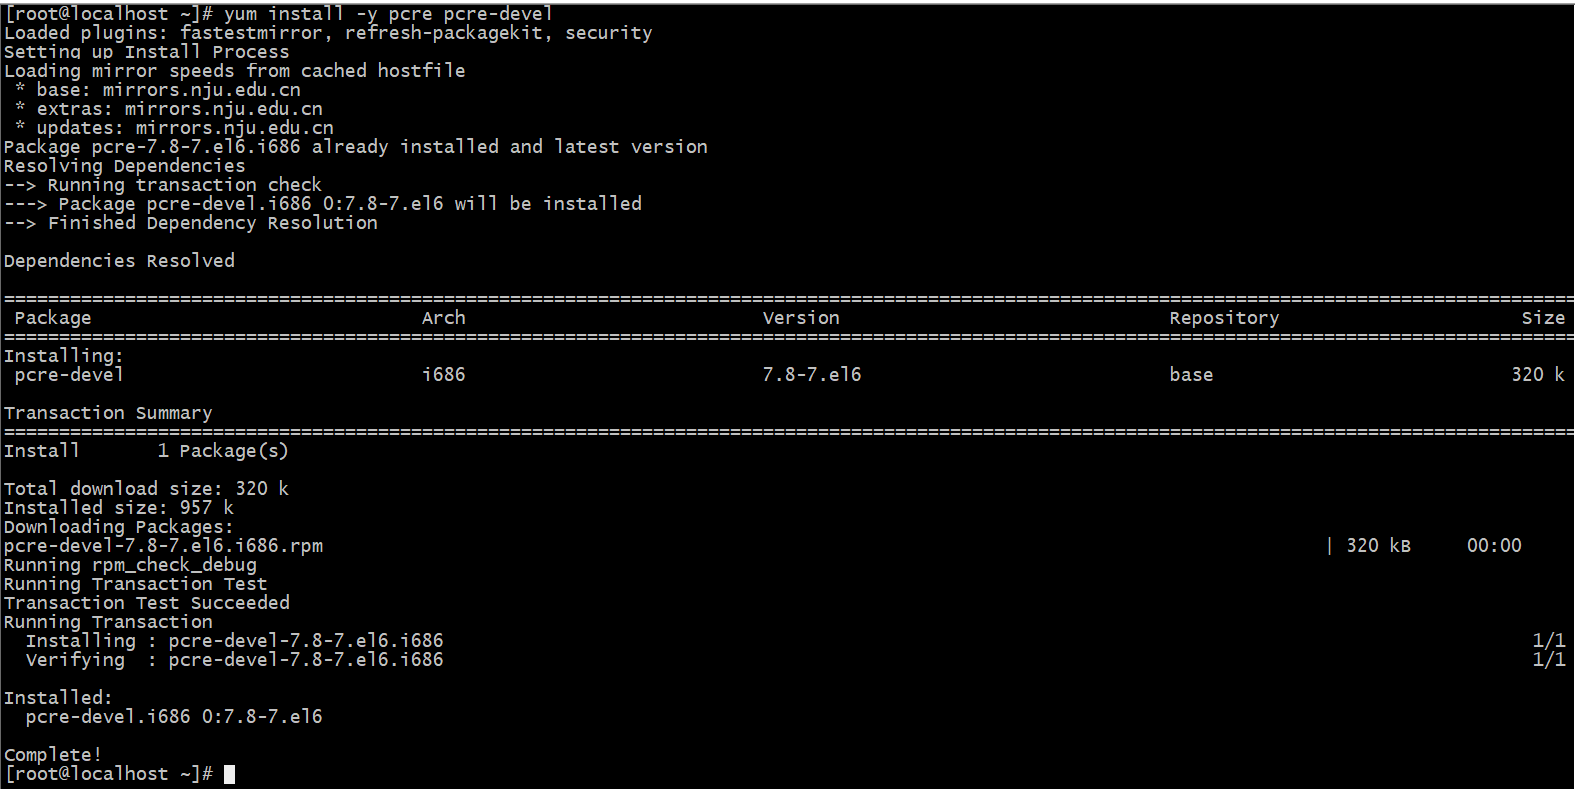 [root@localhost ~]# yum install -y pcre pcre-devel
Loaded plugins: fastestmirror, refresh-packagekit, security
Setting up Install Process
Loading mirror speeds from cached hostfile
 * base: mirrors.nju.edu.cn
 * extras: mirrors.nju.edu.cn
 * updates: mirrors.nju.edu.cn
Package pcre-7.8-7.el6.i686 already installed and latest version
Resolving Dependencies
--> Running transaction check
---> Package pcre-devel.i686 0:7.8-7.el6 will be installed
--> Finished Dependency Resolution
Dependencies Resolved
================================================================================
 Package Arch Version Repository Size
================================================================================
Installing:
 pcre-devel i686 7.8-7.el6 base 320 k
Transaction Summary
================================================================================
Install 1 Package(s)
Total download size: 320 k
Installed size: 957 k
Downloading Packages:
pcre-devel-7.8-7.el6.i686.rpm | 320 kB 00:00
Running rpm_check_debug
Running Transaction Test
Transaction Test Succeeded
Running Transaction
  Installing : pcre-devel-7.8-7.el6.i686 1/1
  Verifying  : pcre-devel-7.8-7.el6.i686 1/1
Installed:
  pcre-devel.i686 0:7.8-7.el6
Complete!
[root@localhost ~]#